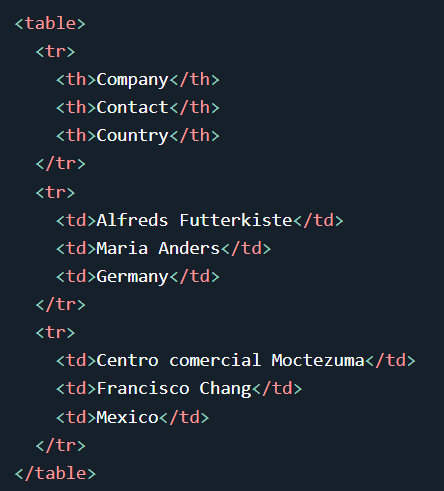 <table>
  <tr>
    <th>Company</th>
    <th>Contact</th>
    <th>Country</th>
  </tr>
  <tr>
    <td>Alfreds Futterkiste</td>
    <td>Maria Anders</td>
    <td>Germany</td>
  </tr>
  <tr>
    <td>Centro comercial Moctezuma</td>
    <td>Francisco Chang</td>
    <td>Mexico</td>
  </tr>
</table>